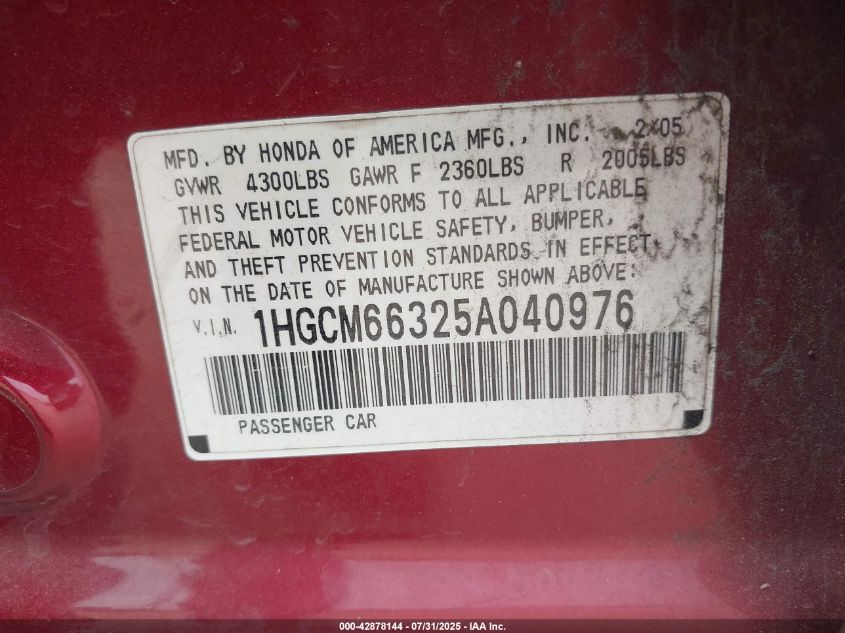 MFD. BY HONDA OF AMERICA MFG., INC. 2/05
GVWR 4300LBS GAWR F 2360LBS R 2005LBS
THIS VEHICLE CONFORMS TO ALL APPLICABLE
FEDERAL MOTOR VEHICLE SAFETY, BUMPER,
AND THEFT PREVENTION STANDARDS IN EFFECT
ON THE DATE OF MANUFACTURE SHOWN ABOVE:
V.I.N. 1HGCM66325A040976
PASSENGER CAR
000-42878144 | 07/31/2025 - IAA Inc.